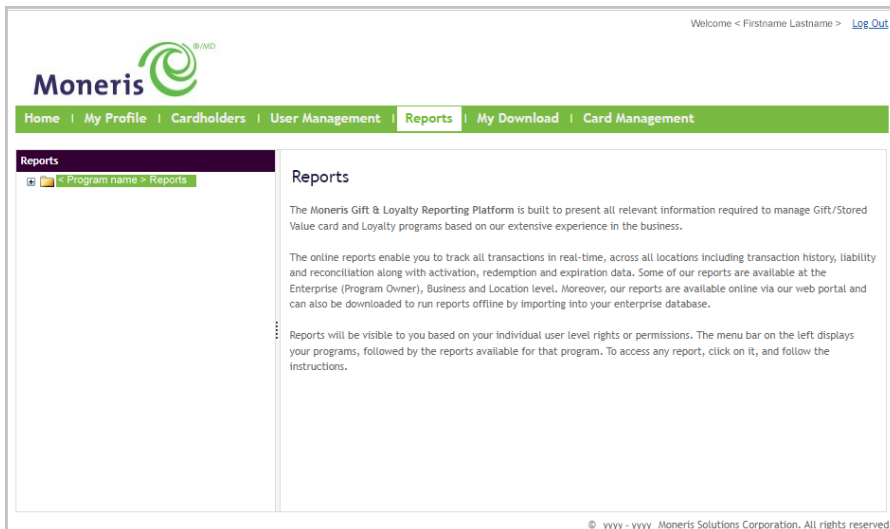 Welcome < Firstname Lastname > Log Out
®/MD
Moneris
Home | My Profile | Cardholders | User Management | Reports | My Download | Card Management
Reports
< Program name > Reports
Reports
The Moneris Gift & Loyalty Reporting Platform is built to present all relevant information required to manage Gift/Stored
Value card and Loyalty programs based on our extensive experience in the business.
The online reports enable you to track all transactions in real-time, across all locations including transaction history, liability
and reconciliation along with activation, redemption and expiration data. Some of our reports are available at the
Enterprise (Program Owner), Business and Location level. Moreover, our reports are available online via our web portal and
can also be downloaded to run reports offline by importing into your enterprise database.
Reports will be visible to you based on your individual user level rights or permissions. The menu bar on the left displays
your programs, followed by the reports available for that program. To access any report, click on it, and follow the
instructions.
© yyyy - yyyy Moneris Solutions Corporation. All rights reserved